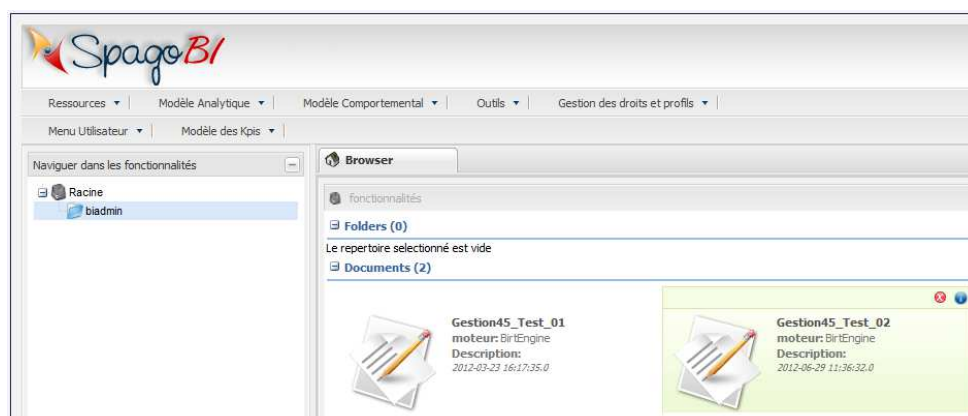 SpagoBI
Ressources Modèle Analytique Modèle Comportemental Outils Gestion des droits et profils
Menu Utilisateur Modèle des Kpis
Naviguer dans les fonctionnalités
Browser
Racine
biadmin
fonctionnalités
Folders (0)
Le repertoire selectionné est vide
Documents (2)
Gestion45_Test_01
moteur: BirtEngine
Description:
2012-03-23 16:17:35.0
Gestion45_Test_02
moteur: BirtEngine
Description:
2012-06-29 11:36:32.0